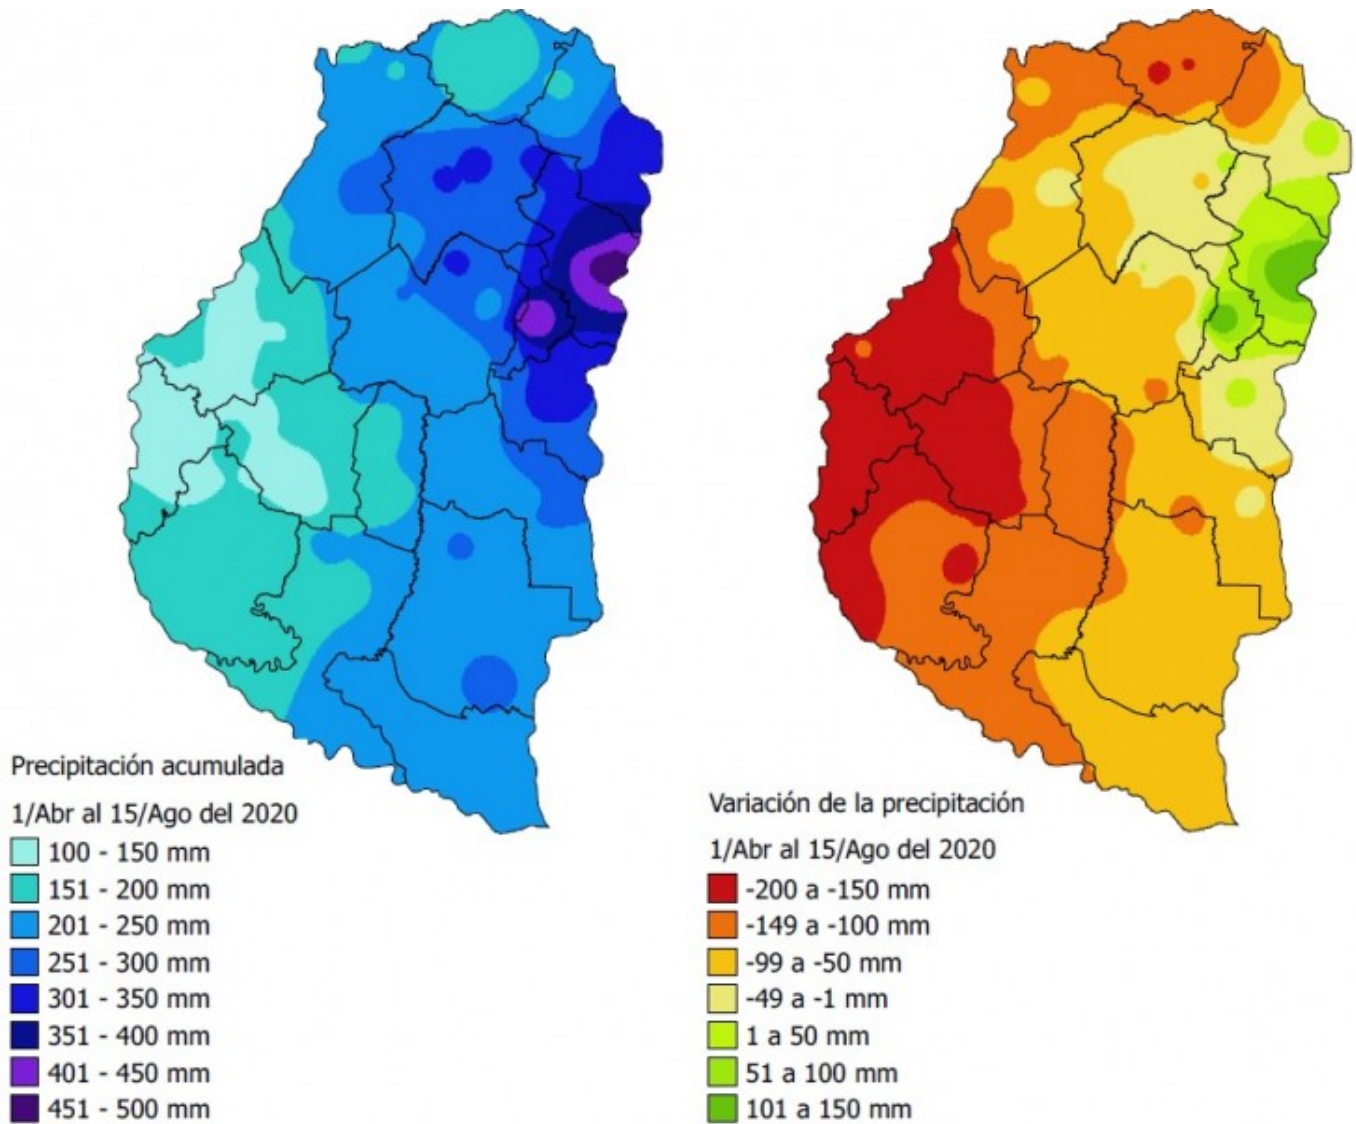 Precipitación acumulada
1/Abr al 15/Ago del 2020
100 - 150 mm
151 - 200 mm
201 - 250 mm
251 - 300 mm
301 - 350 mm
351 - 400 mm
401 - 450 mm
451 - 500 mm
Variación de la precipitación
1/Abr al 15/Ago del 2020
-200 a -150 mm
-149 a -100 mm
-99 a -50 mm
-49 a -1 mm
1 a 50 mm
51 a 100 mm
101 a 150 mm